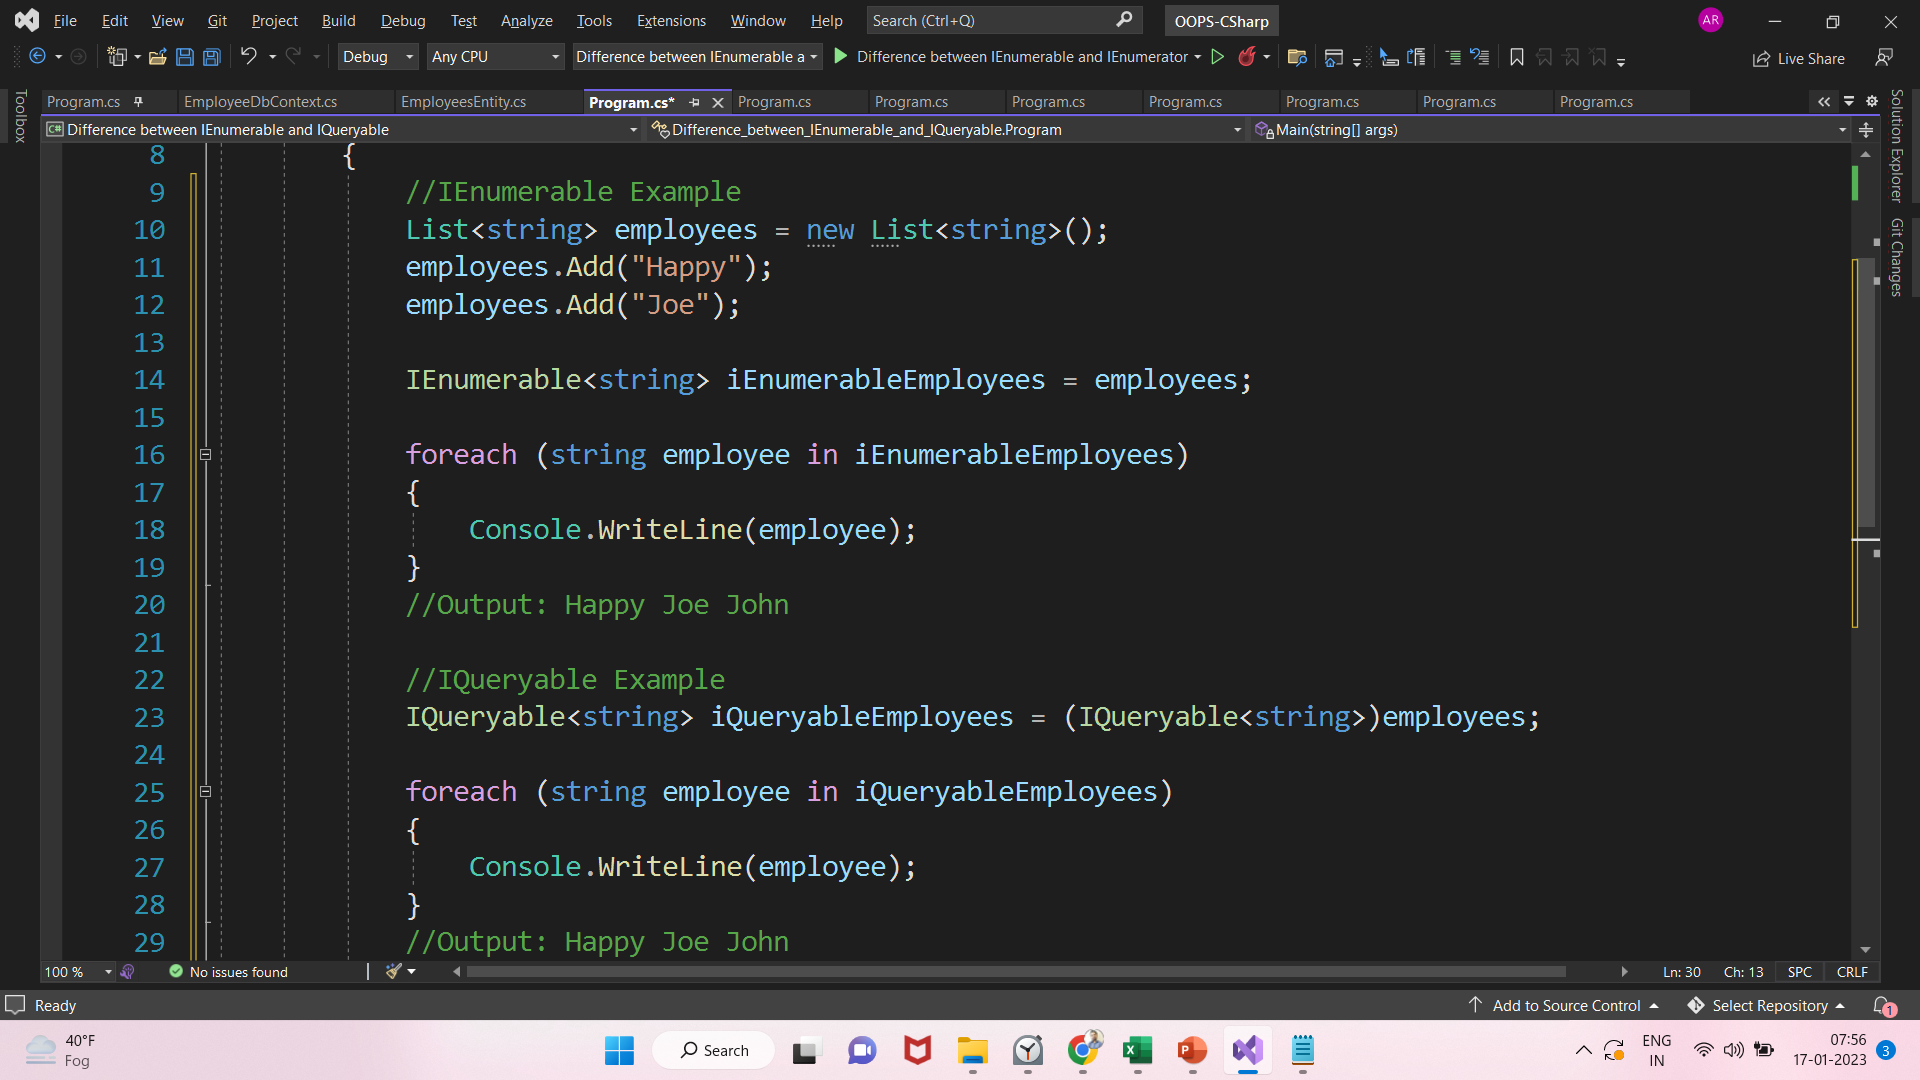 File Edit View Git Project Build Debug Test Analyze Tools Extensions Window Help Search (Ctrl+Q) OOPS-CSharp AR
Debug Any CPU Difference between IEnumerable a Difference between IEnumerable and IEnumerator Live Share
Toolbox
Program.cs EmployeeDbContext.cs EmployeesEntity.cs Program.cs* Program.cs Program.cs Program.cs Program.cs Program.cs Program.cs Program.cs
Solution Explorer
Git Changes
C# Difference between IEnumerable and IQueryable Difference_between_IEnumerable_and_IQueryable.Program Main(string[] args)
8 {
9 //IEnumerable Example
10 List<string> employees = new List<string>();
11 employees.Add("Happy");
12 employees.Add("Joe");
13
14 IEnumerable<string> iEnumerableEmployees = employees;
15
16 foreach (string employee in iEnumerableEmployees)
17 {
18 Console.WriteLine(employee);
19 }
20 //Output: Happy Joe John
21
22 //IQueryable Example
23 IQueryable<string> iQueryableEmployees = (IQueryable<string>)employees;
24
25 foreach (string employee in iQueryableEmployees)
26 {
27 Console.WriteLine(employee);
28 }
29 //Output: Happy Joe John
100 % No issues found Ln: 30 Ch: 13 SPC CRLF
Ready Add to Source Control Select Repository 1
40°F
Fog
Search
ENG
IN
07:56
17-01-2023
3